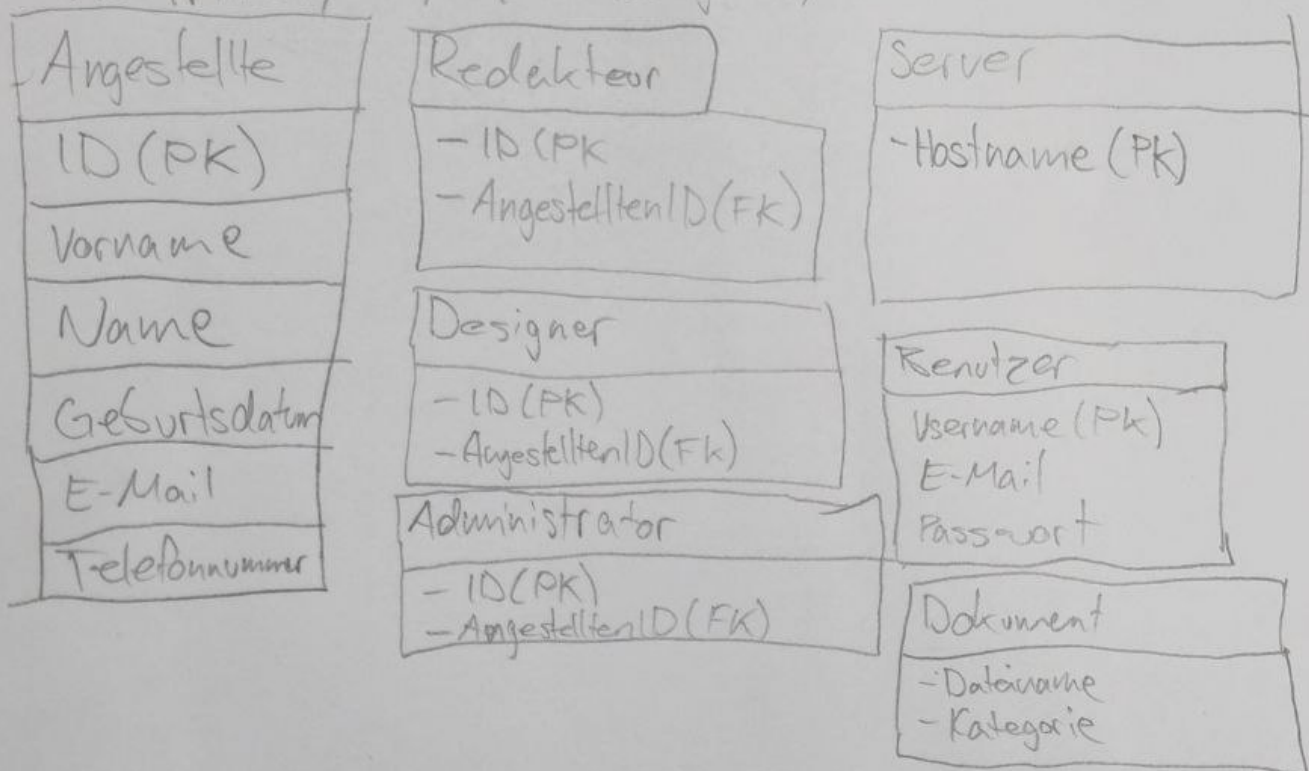 Angestellte
ID (PK)
Vorname
Name
Geburtsdatum
E-Mail
Telefonnummer
Redakteur
- ID (PK
- AngestelltenID (FK)
Designer
- ID (PK)
- AngestelltenID (FK)
Administrator
- ID (PK)
- AngestelltenID (FK)
Server
- Hostname (PK)
Benutzer
Username (PK)
E-Mail
Passwort
Dokument
- Dateiname
- Kategorie